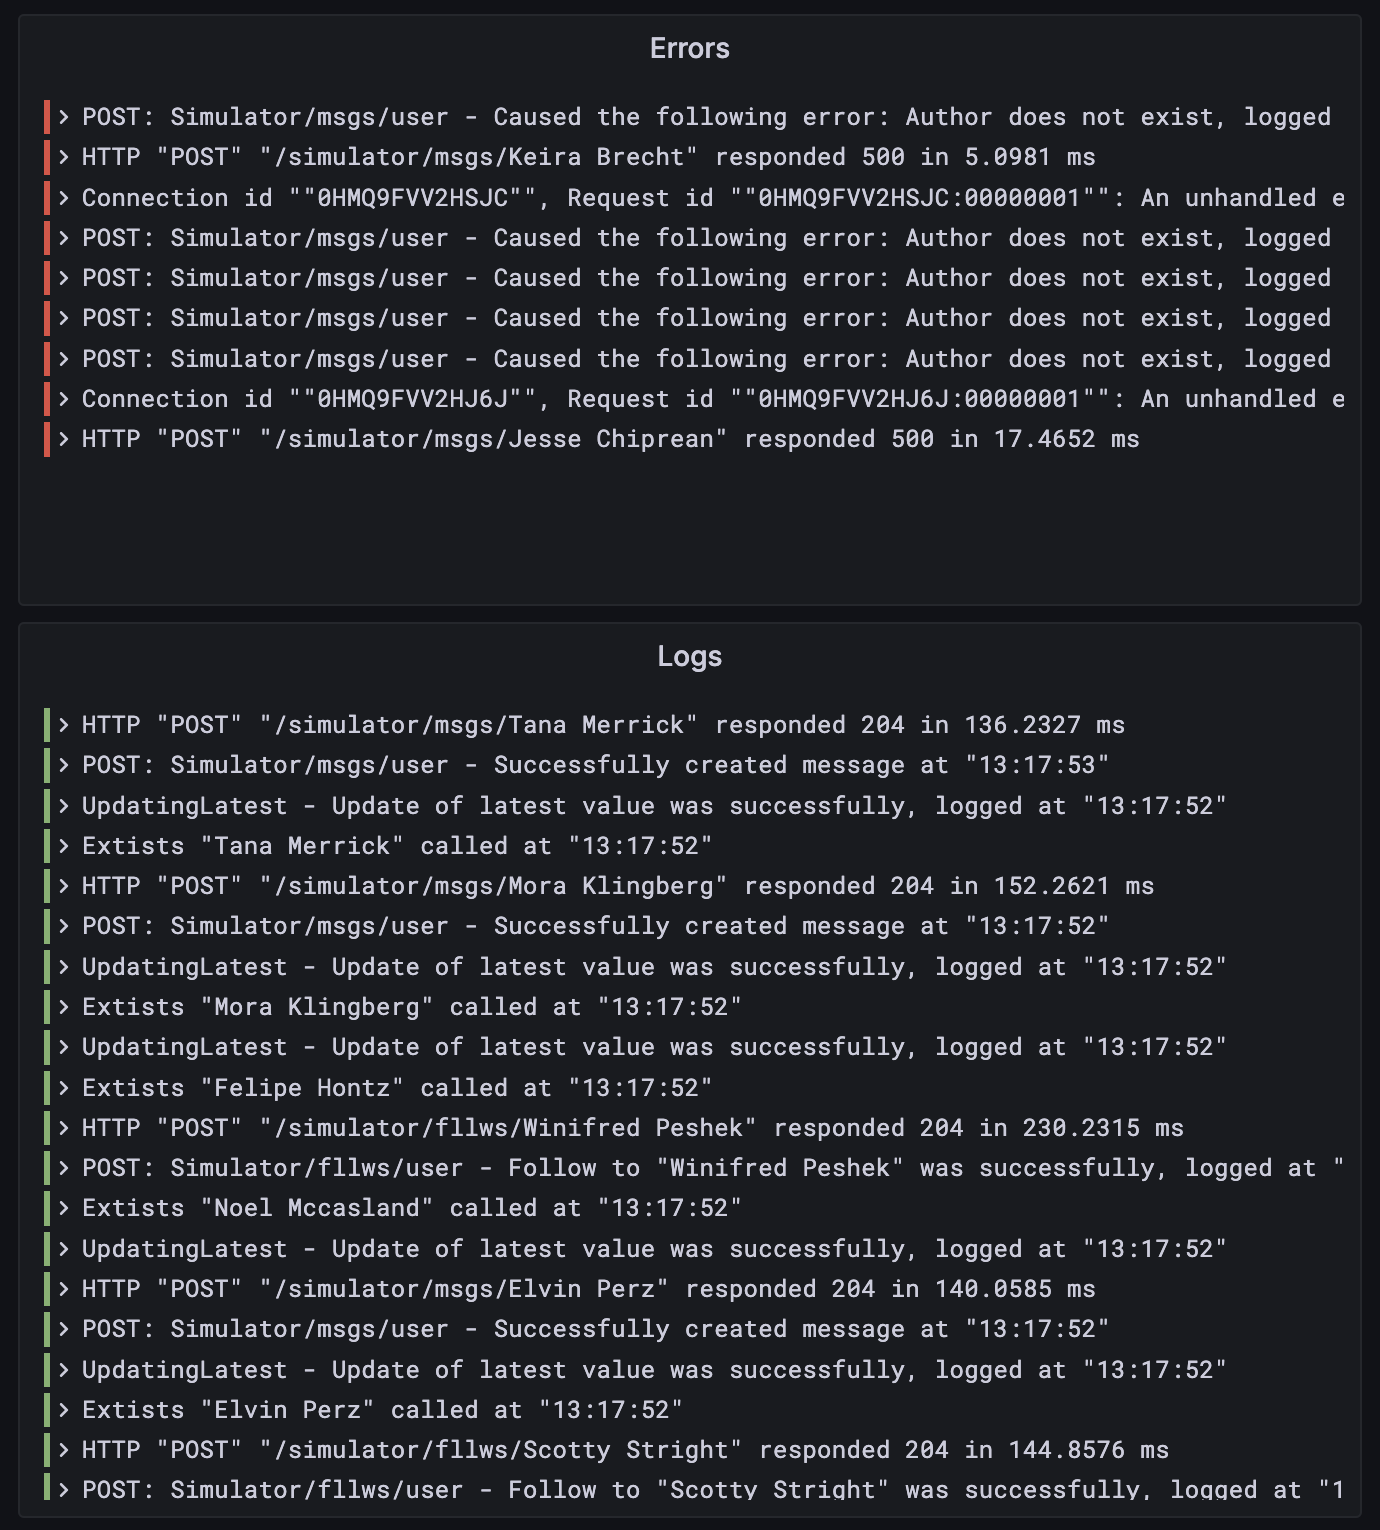 Errors
> POST: Simulator/msgs/user - Caused the following error: Author does not exist, logged
> HTTP "POST" "/simulator/msgs/Keira Brecht" responded 500 in 5.0981 ms
> Connection id ""0HMQ9FVV2HSJC"", Request id ""0HMQ9FVV2HSJC:00000001"": An unhandled e
> POST: Simulator/msgs/user - Caused the following error: Author does not exist, logged
> POST: Simulator/msgs/user - Caused the following error: Author does not exist, logged
> POST: Simulator/msgs/user - Caused the following error: Author does not exist, logged
> POST: Simulator/msgs/user - Caused the following error: Author does not exist, logged
> Connection id ""0HMQ9FVV2HJ6J"", Request id ""0HMQ9FVV2HJ6J:00000001"": An unhandled e
> HTTP "POST" "/simulator/msgs/Jesse Chiprean" responded 500 in 17.4652 ms
Logs
> HTTP "POST" "/simulator/msgs/Tana Merrick" responded 204 in 136.2327 ms
> POST: Simulator/msgs/user - Successfully created message at "13:17:53"
> UpdatingLatest - Update of latest value was successfully, logged at "13:17:52"
> Extists "Tana Merrick" called at "13:17:52"
> HTTP "POST" "/simulator/msgs/Mora Klingberg" responded 204 in 152.2621 ms
> POST: Simulator/msgs/user - Successfully created message at "13:17:52"
> UpdatingLatest - Update of latest value was successfully, logged at "13:17:52"
> Extists "Mora Klingberg" called at "13:17:52"
> UpdatingLatest - Update of latest value was successfully, logged at "13:17:52"
> Extists "Felipe Hontz" called at "13:17:52"
> HTTP "POST" "/simulator/fllws/Winifred Peshek" responded 204 in 230.2315 ms
> POST: Simulator/fllws/user - Follow to "Winifred Peshek" was successfully, logged at "
> Extists "Noel Mccasland" called at "13:17:52"
> UpdatingLatest - Update of latest value was successfully, logged at "13:17:52"
> HTTP "POST" "/simulator/msgs/Elvin Perz" responded 204 in 140.0585 ms
> POST: Simulator/msgs/user - Successfully created message at "13:17:52"
> UpdatingLatest - Update of latest value was successfully, logged at "13:17:52"
> Extists "Elvin Perz" called at "13:17:52"
> HTTP "POST" "/simulator/fllws/Scotty Stright" responded 204 in 144.8576 ms
> POST: Simulator/fllws/user - Follow to "Scotty Stright" was successfully, logged at "1